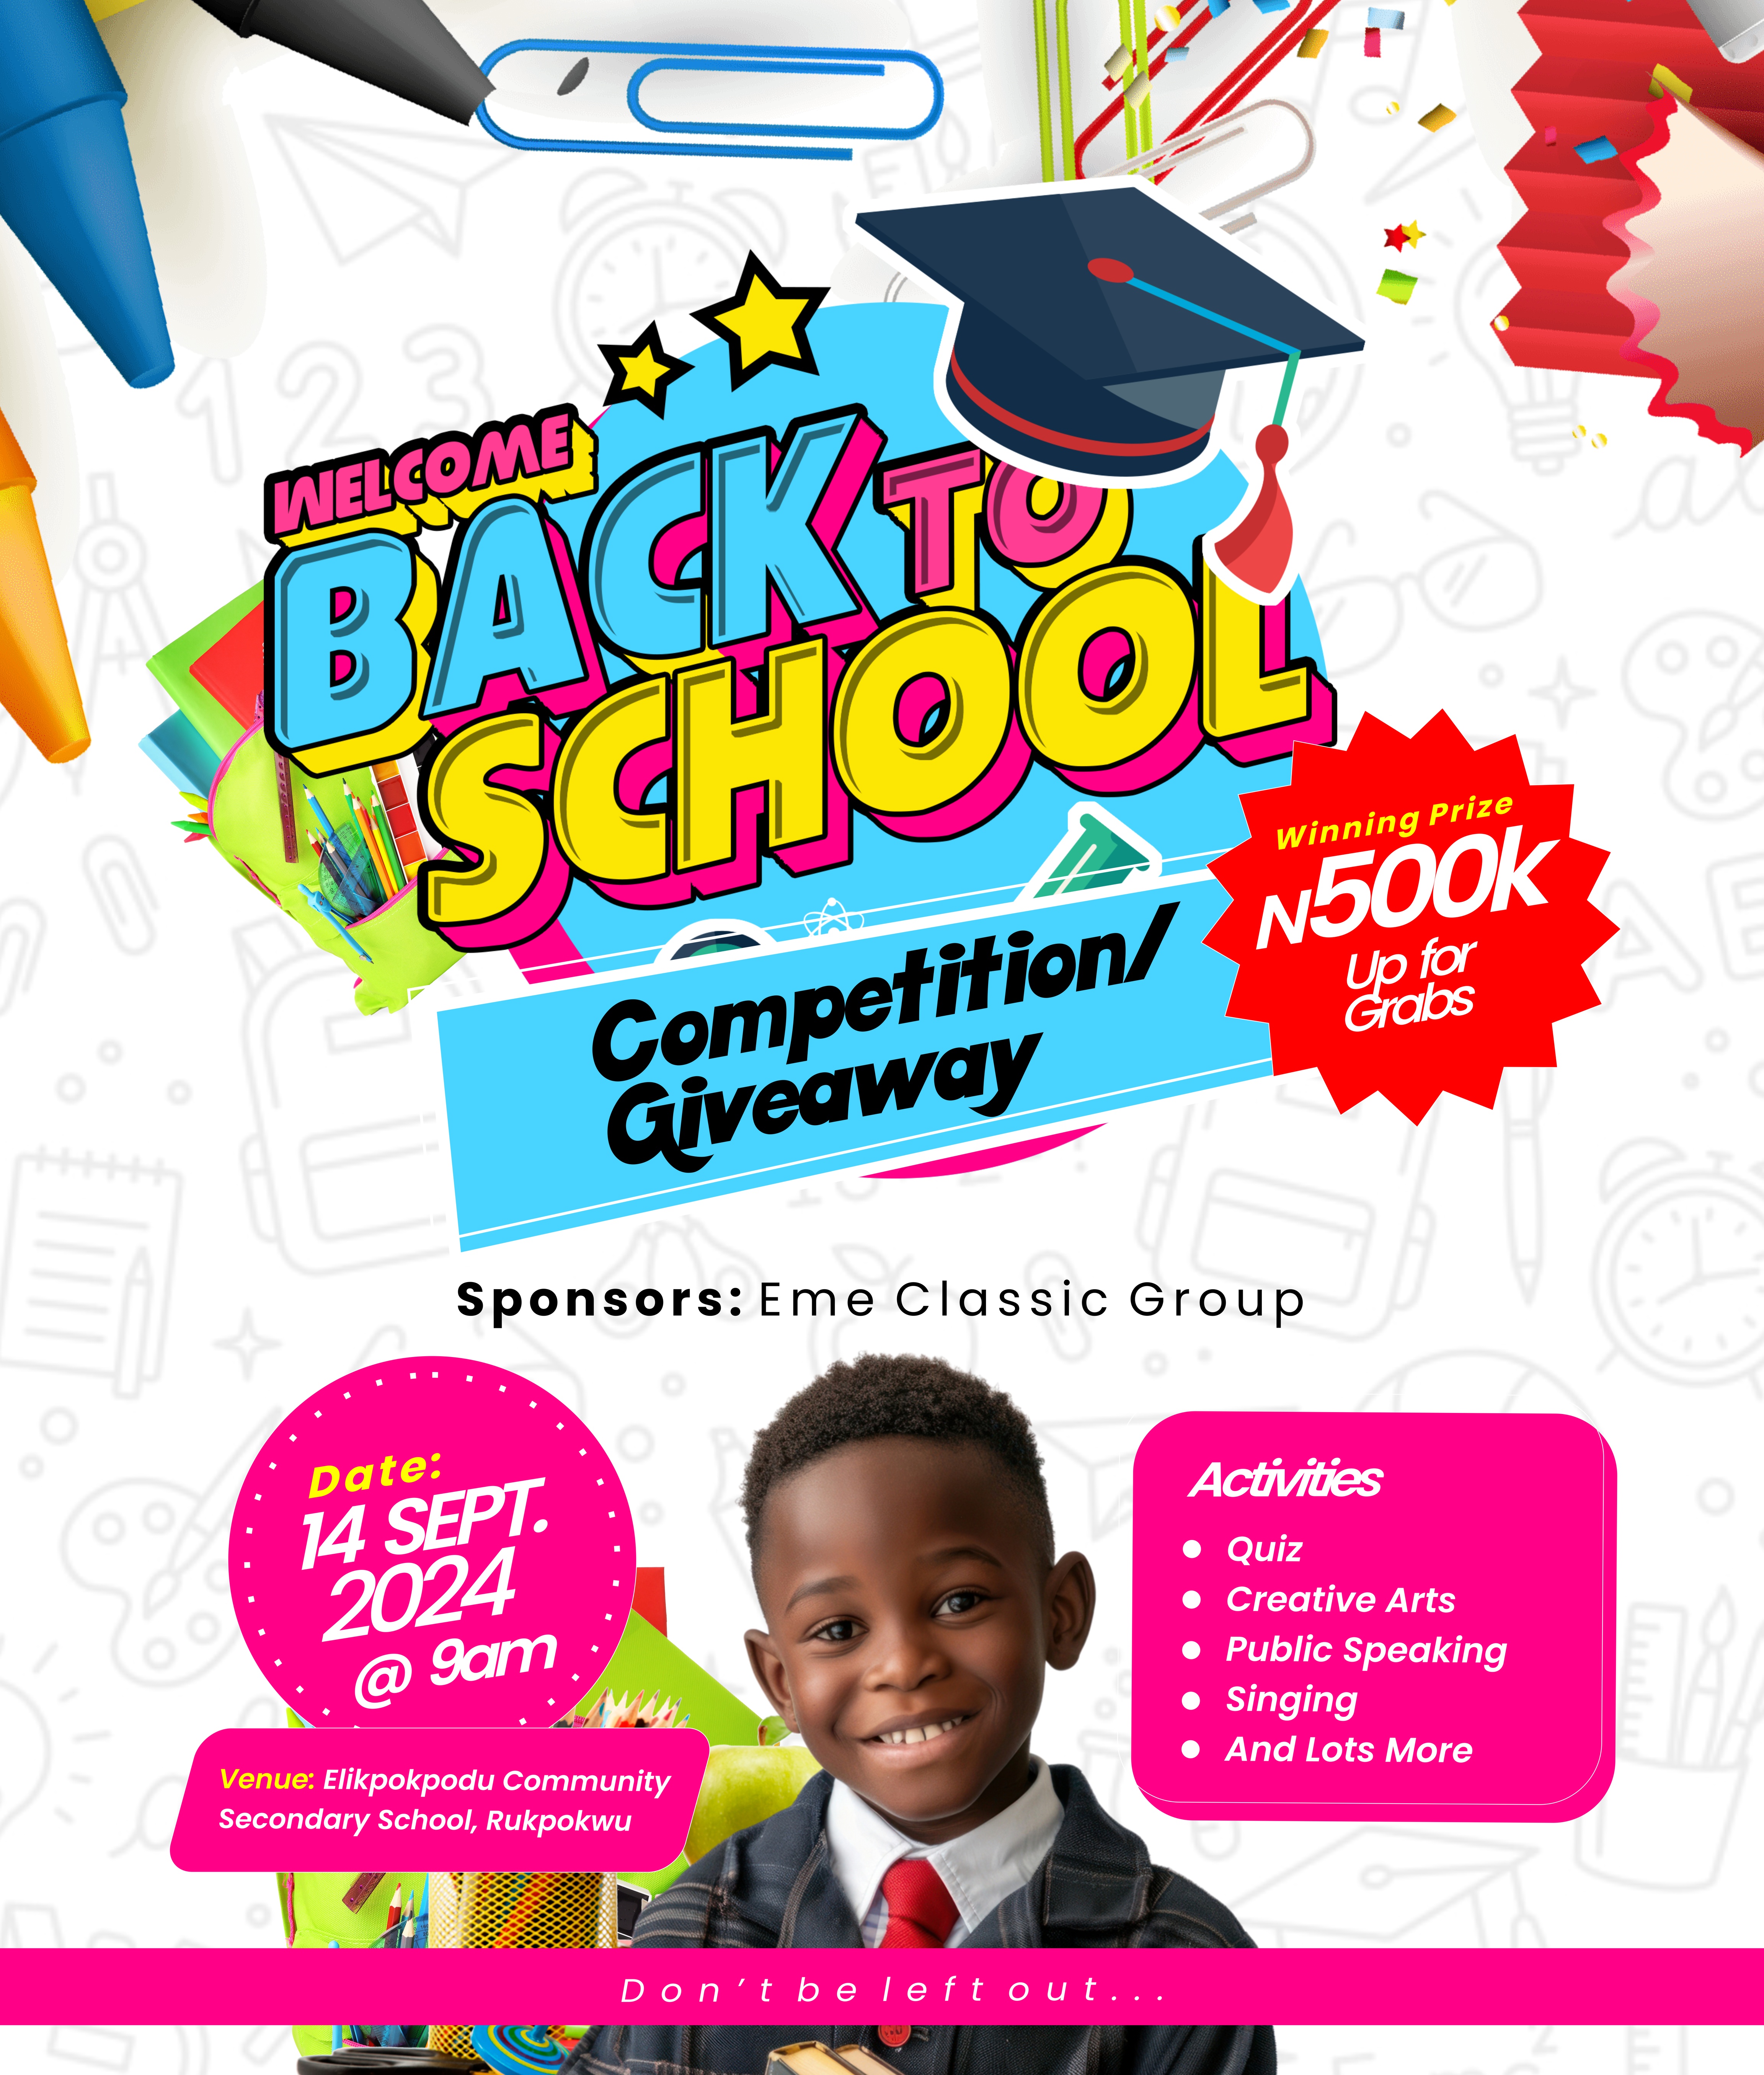 WELCOME
BACK TO
SCHOOL
Winning Prize
N500k
Up for
Grabs
Competition/
Giveaway
Sponsors: Eme Classic Group
Date:
14 SEPT.
2024
@ 9am
Venue: Elikpokpodu Community
Secondary School, Rukpokwu
Activities
Quiz
Creative Arts
Public Speaking
Singing
And Lots More
Don't be left out...